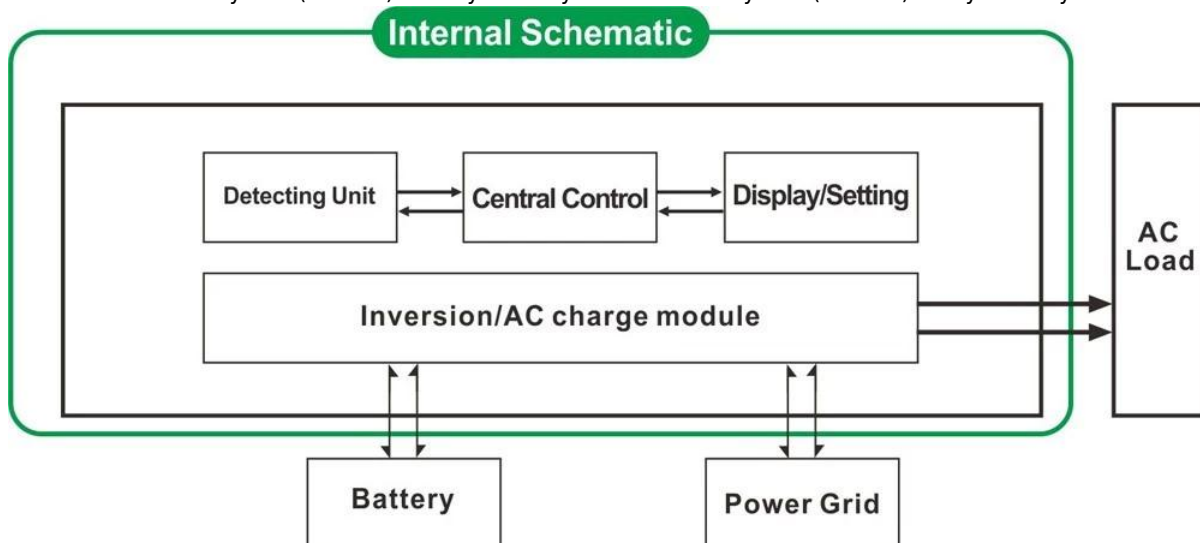 Internal Schematic
Detecting Unit
Central Control
Display/Setting
AC
Load
Inversion/AC charge module
Battery
Power Grid